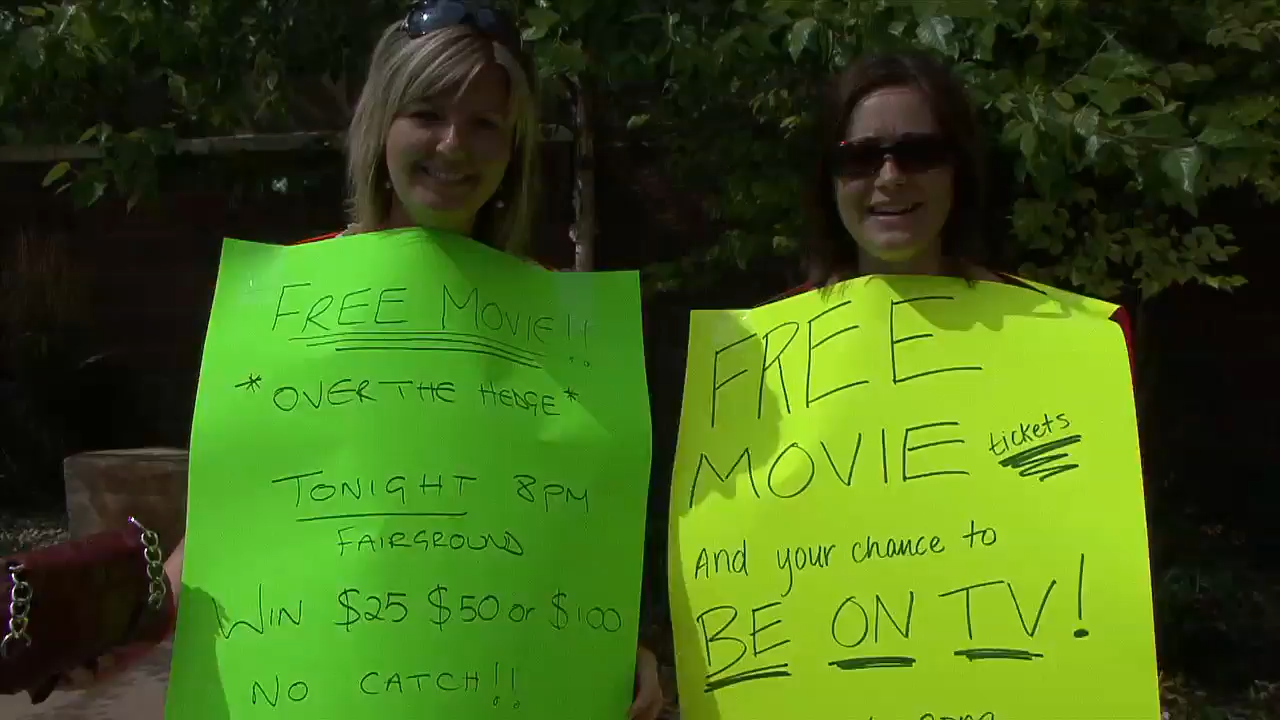 FREE MOVIE!!
*OVER THE HEDGE*
TONIGHT 8PM
FAIRGROUND
WIN $25 $50 or $100
NO CATCH!!
FREE
MOVIE tickets
And your chance to
BE ON TV!